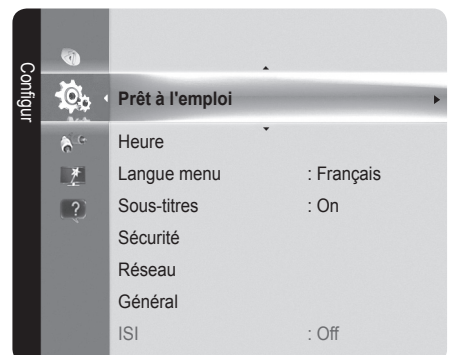 Configur
Prêt à l'emploi
Heure
Langue menu : Français
Sous-titres : On
Sécurité
Réseau
Général
ISI : Off